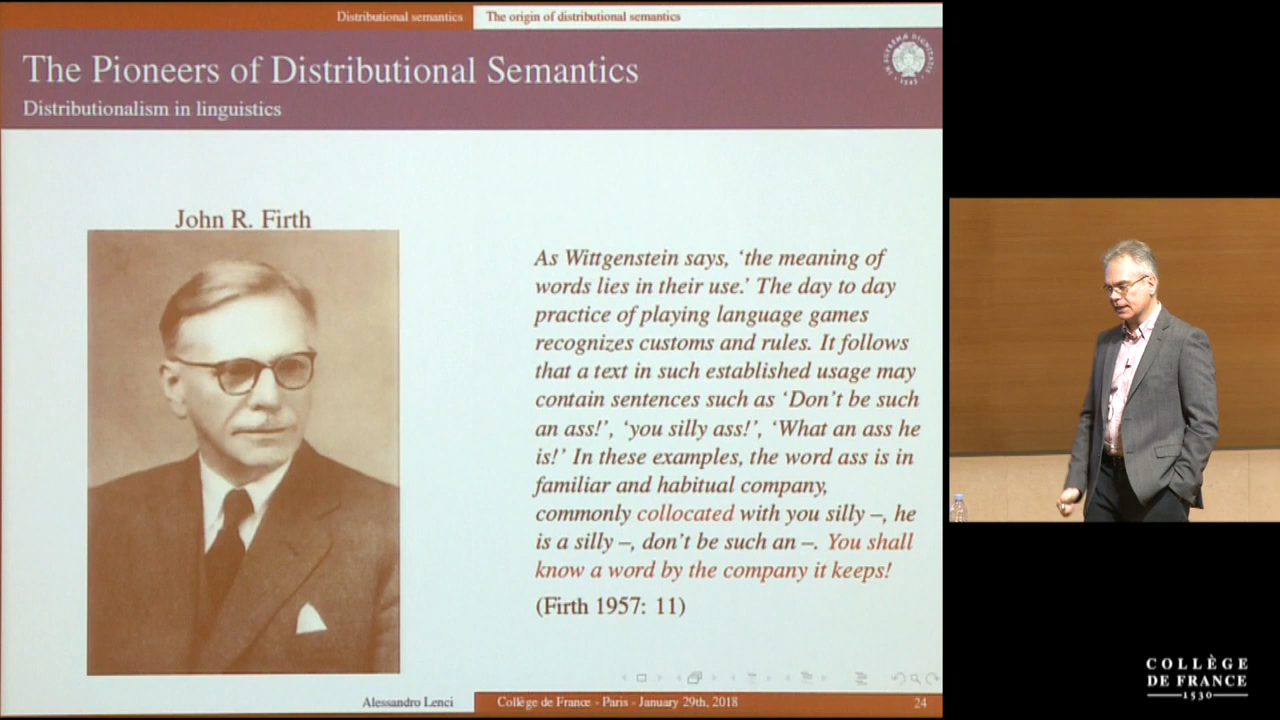 Distributional semantics The origin of distributional semantics
The Pioneers of Distributional Semantics
Distributionalism in linguistics
John R. Firth
As Wittgenstein says, ‘the meaning of
words lies in their use.’ The day to day
practice of playing language games
recognizes customs and rules. It follows
that a text in such established usage may
contain sentences such as ‘Don’t be such
an ass!’, ‘you silly ass!’, ‘What an ass he
is!’ In these examples, the word ass is in
familiar and habitual company,
commonly collocated with you silly –, he
is a silly –, don’t be such an –. You shall
know a word by the company it keeps!
(Firth 1957: 11)
Alessandro Lenci Collège de France - Paris - January 29th, 2018 24
COLLÈGE
DE FRANCE
1530